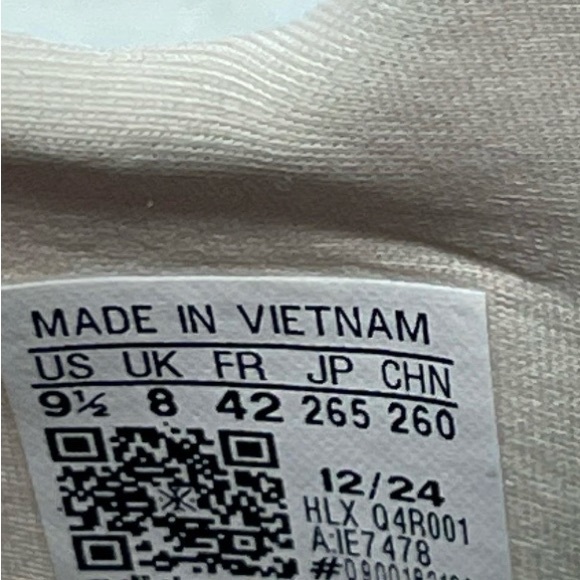 MADE IN VIETNAM
US UK FR JP CHN
9½ 8 42 265 260
12/24
HLX Q4R001
A:IE7478